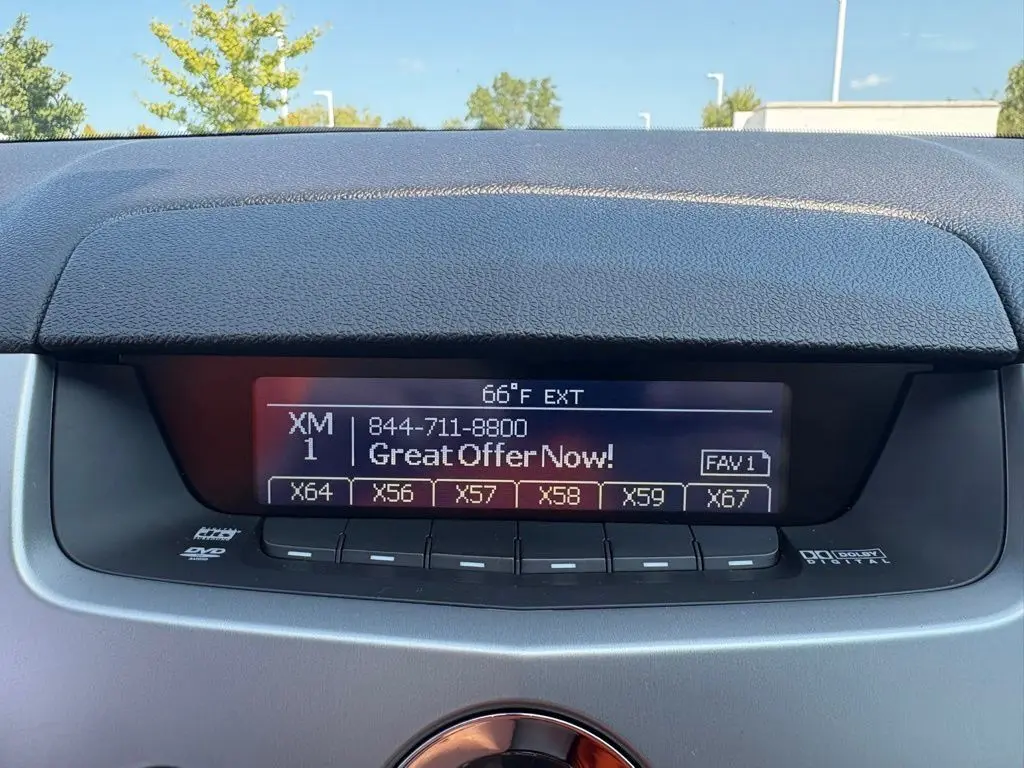 66°F EXT
XM 844-711-8800
1 Great Offer Now!
FAV 1
X64 X56 X57 X58 X59 X67
DVD
AUDIO
DOLBY
DIGITAL